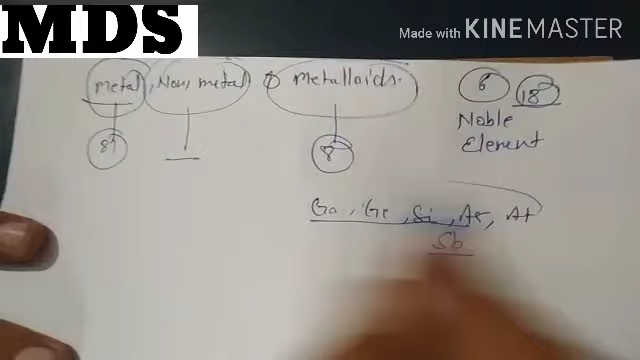 MDS
Made with KINEMASTER
metal, Non, metal & Metalloids.
6 18
Noble
Element
8
Ga, Ge, Si, As, At
Sb